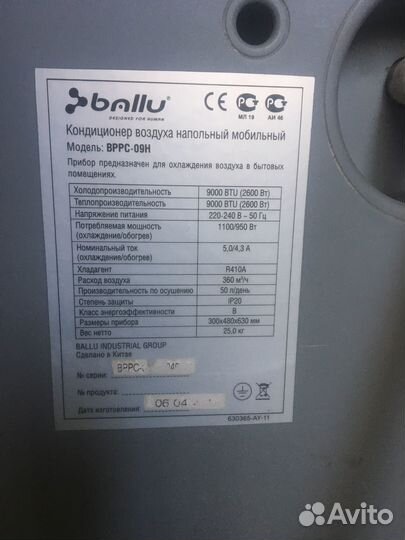 ballu
DESIGNED FOR HUMAN
CE
МЛ 19
АИ 46
Кондиционер воздуха напольный мобильный
Модель: BPPC-09H
Прибор предназначен для охлаждения воздуха в бытовых
помещениях.
Холодопроизводительность 9000 BTU (2600 Вт)
Теплопроизводительность 9000 BTU (2600 Вт)
Напряжение питания 220-240 В – 50 Гц
Потребляемая мощность
(охлаждение/обогрев) 1100/950 Вт
Номинальный ток
(охлаждение/обогрев) 5,0/4,3 А
Хладагент R410A
Расход воздуха 360 м³/ч
Производительность по осушению 50 л/день
Степень защиты IP20
Класс энергоэффективности B
Размеры прибора 300x480x630 мм
Вес нетто 25,0 кг
BALLU INDUSTRIAL GROUP
Сделано в Китае
№ серии: BPPC-
№ продукта:
Дата изготовления: 06 04
630365-AY-11
Avito